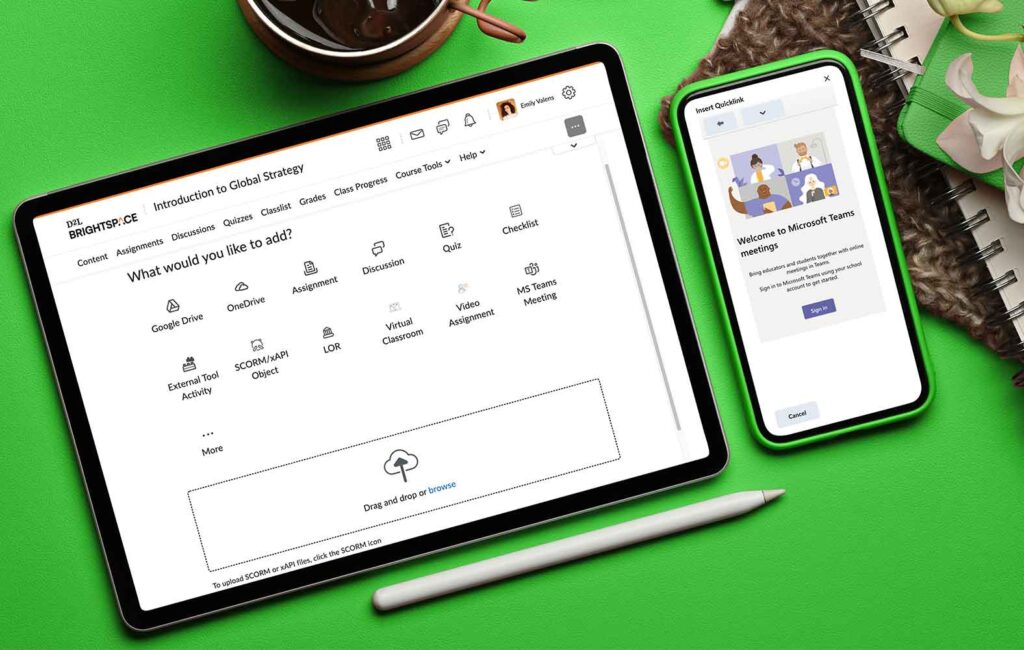 D2L
BRIGHTSPACE
Introduction to Global Strategy
Emily Valens
Content Assignments Discussions Quizzes Classlist Grades Class Progress Course Tools Help
What would you like to add?
Google Drive
OneDrive
Assignment
Discussion
Quiz
Checklist
External Tool
Activity
SCORM/xAPI
Object
LOR
Virtual
Classroom
Video
Assignment
MS Teams
Meeting
...
More
Drag and drop or browse
To upload SCORM or xAPI files, click the SCORM icon
Insert Quicklink
Welcome to Microsoft Teams
meetings
Bring educators and students together with online
meetings in Teams.
Sign in to Microsoft Teams using your school
account to get started.
Sign in
Cancel